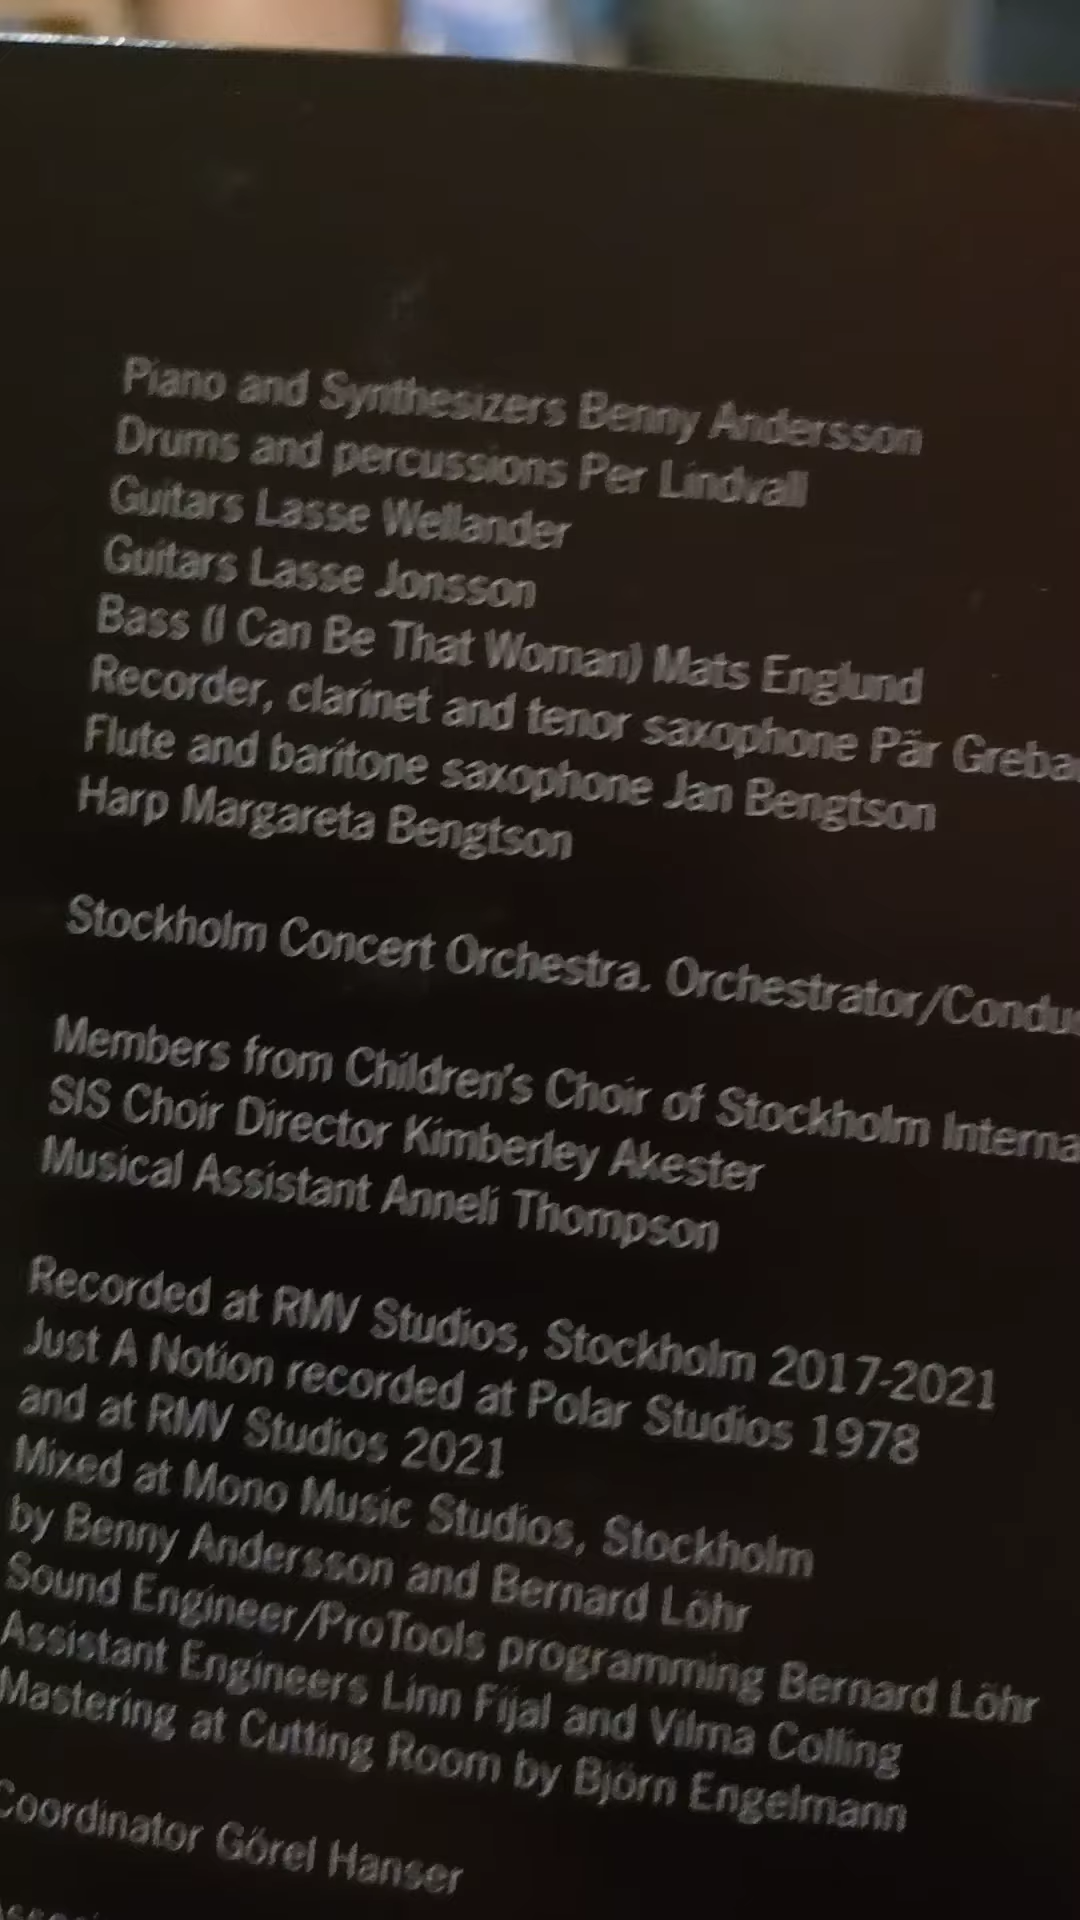 Piano and Synthesizers Benny Andersson
Drums and percussions Per Lindvall
Guitars Lasse Wellander
Guitars Lasse Jonsson
Bass (I Can Be That Woman) Mats Englund
Recorder, clarinet and tenor saxophone Pär
Flute and baritone saxophone Jan Bengtson
Harp Margareta Bengtson
Stockholm Concert Orchestra.
Members from Children's Choir of Stockholm
SIS Choir Director Kimberley Akester
Musical Assistant Anneli Thompson
Recorded at RMV Studios, Stockholm 2017-2021
Just A Notion recorded at Polar Studios 1978
and at RMV Studios 2021
Mixed at Mono Music Studios, Stockholm
by Benny Andersson and Bernard Löhr
Sound Engineer/ProTools programming Bernard Löhr
Assistant Engineers Linn Fijal and Vilma Colling
Mastering at Cutting Room by Björn Engelmann
Coordinator Görel Hanser